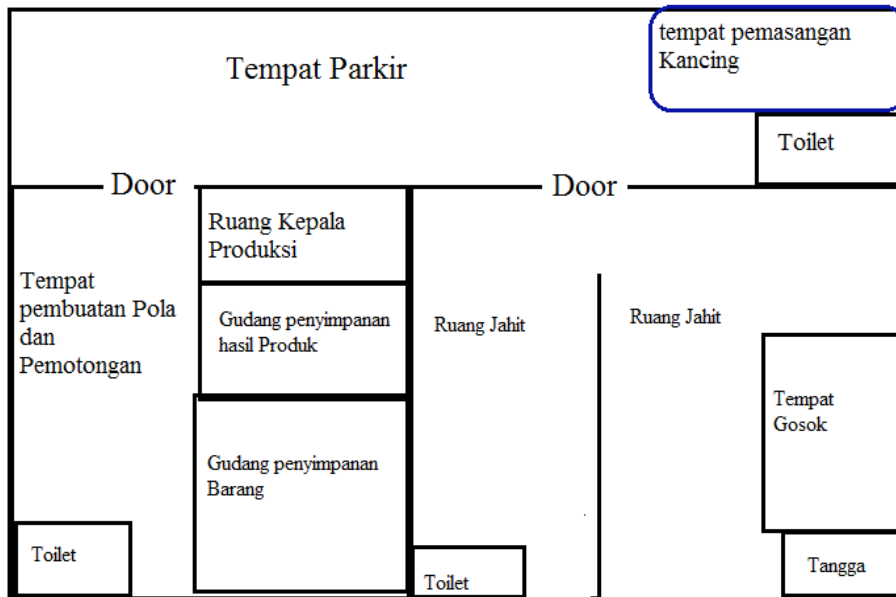 tempat pemasangan
Kancing
Tempat Parkir
Toilet
Door
Door
Ruang Kepala
Produksi
Tempat
pembuatan Pola
dan
Pemotongan
Gudang penyimpanan
hasil Produk
Ruang Jahit
Ruang Jahit
Tempat
Gosok
Gudang penyimpanan
Barang
Toilet
Toilet
Tangga